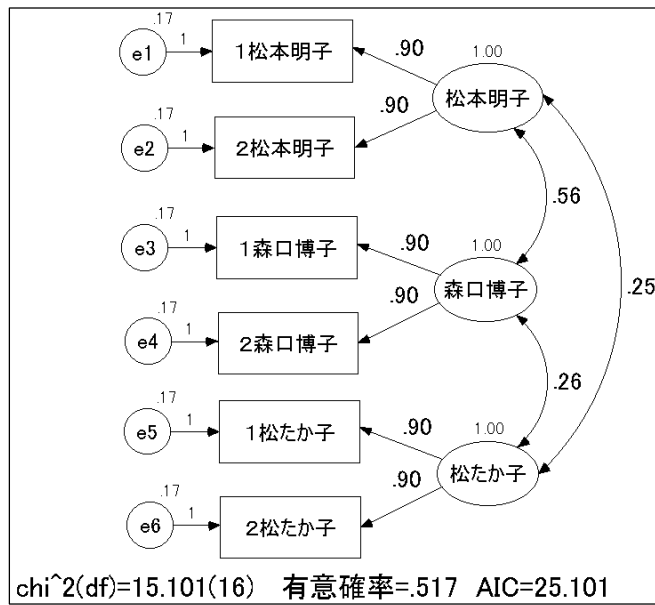 .17
1
e1
1松本明子
.90
1.00
松本明子
.17
1
e2
2松本明子
.90
.56
.17
1
e3
1森口博子
.90
1.00
森口博子
.25
.17
1
e4
2森口博子
.90
.26
.17
1
e5
1松たか子
.90
1.00
松たか子
.17
1
e6
2松たか子
.90
chi^2(df)=15.101(16) 有意確率=.517 AIC=25.101